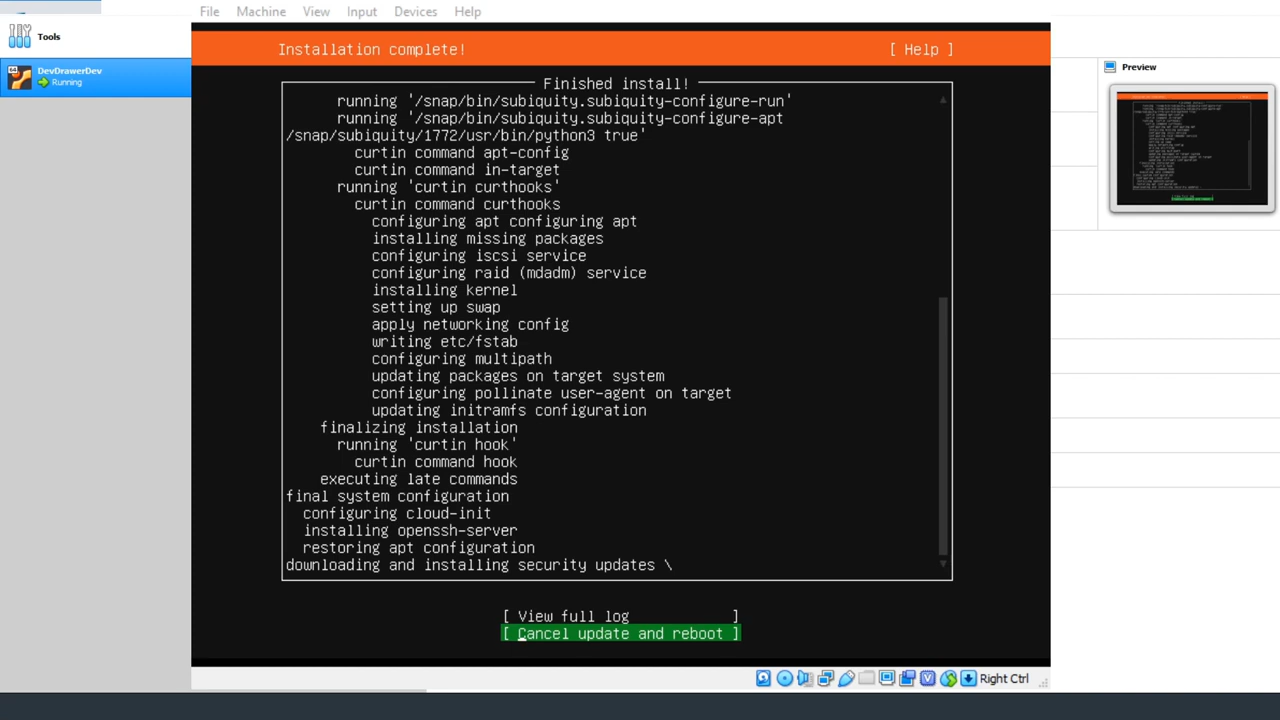 File Machine View Input Devices Help
Tools
DevDrawerDev
Running
Preview
Installation complete! [ Help ]
Finished install!
running '/snap/bin/subiquity.subiquity-configure-run'
running '/snap/bin/subiquity.subiquity-configure-apt
/snap/subiquity/1772/usr/bin/python3 true'
curtin command apt-config
curtin command in-target
running 'curtin curthooks'
curtin command curthooks
configuring apt configuring apt
installing missing packages
configuring iscsi service
configuring raid (mdadm) service
installing kernel
setting up swap
apply networking config
writing etc/fstab
configuring multipath
updating packages on target system
configuring pollinate user-agent on target
updating initramfs configuration
finalizing installation
running 'curtin hook'
curtin command hook
executing late commands
final system configuration
configuring cloud-init
installing openssh-server
restoring apt configuration
downloading and installing security updates \
[ View full log ]
[ Cancel update and reboot ]
Right Ctrl